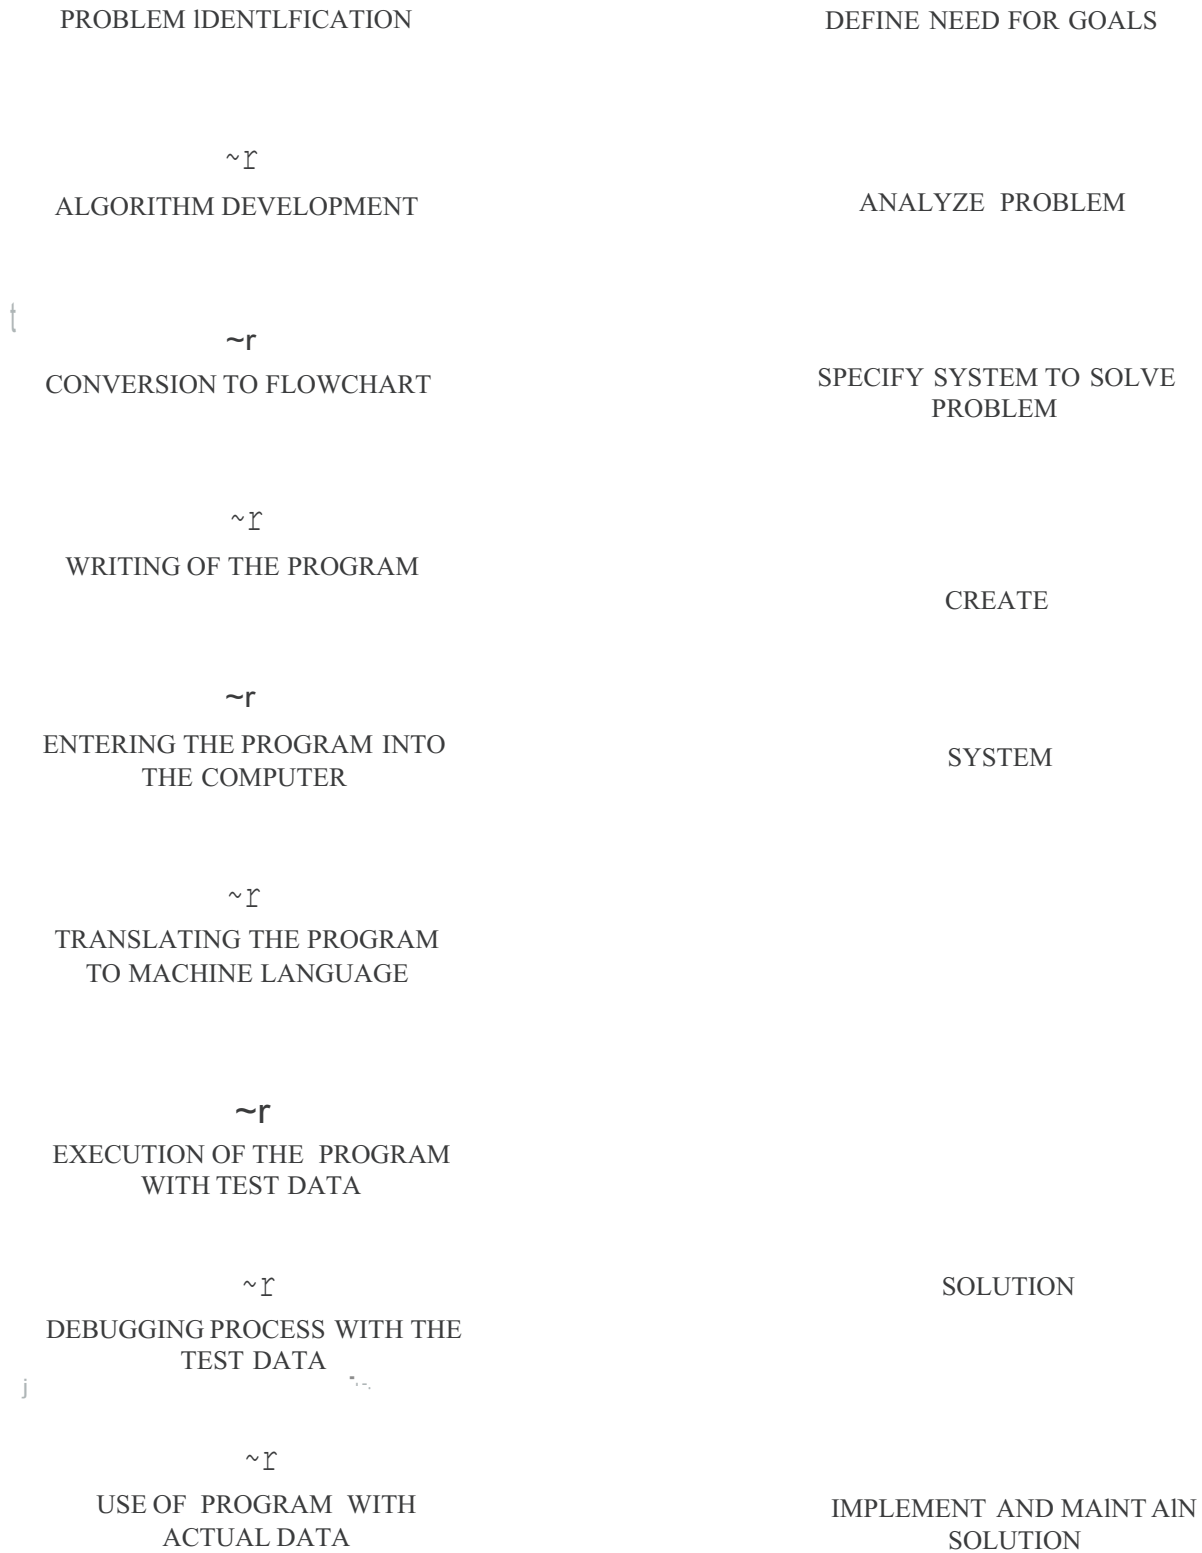 PROBLEM lDENTLFICATION
DEFINE NEED FOR GOALS
~r
ALGORITHM DEVELOPMENT
ANALYZE PROBLEM
t
~r
CONVERSION TO FLOWCHART
SPECIFY SYSTEM TO SOLVE
PROBLEM
~r
WRITING OF THE PROGRAM
CREATE
~r
ENTERING THE PROGRAM INTO
THE COMPUTER
SYSTEM
~r
TRANSLATING THE PROGRAM
TO MACHINE LANGUAGE
~r
EXECUTION OF THE PROGRAM
WITH TEST DATA
~r
SOLUTION
DEBUGGING PROCESS WITH THE
TEST DATA
j
~r
USE OF PROGRAM WITH
ACTUAL DATA
IMPLEMENT AND MAlNT AlN
SOLUTION